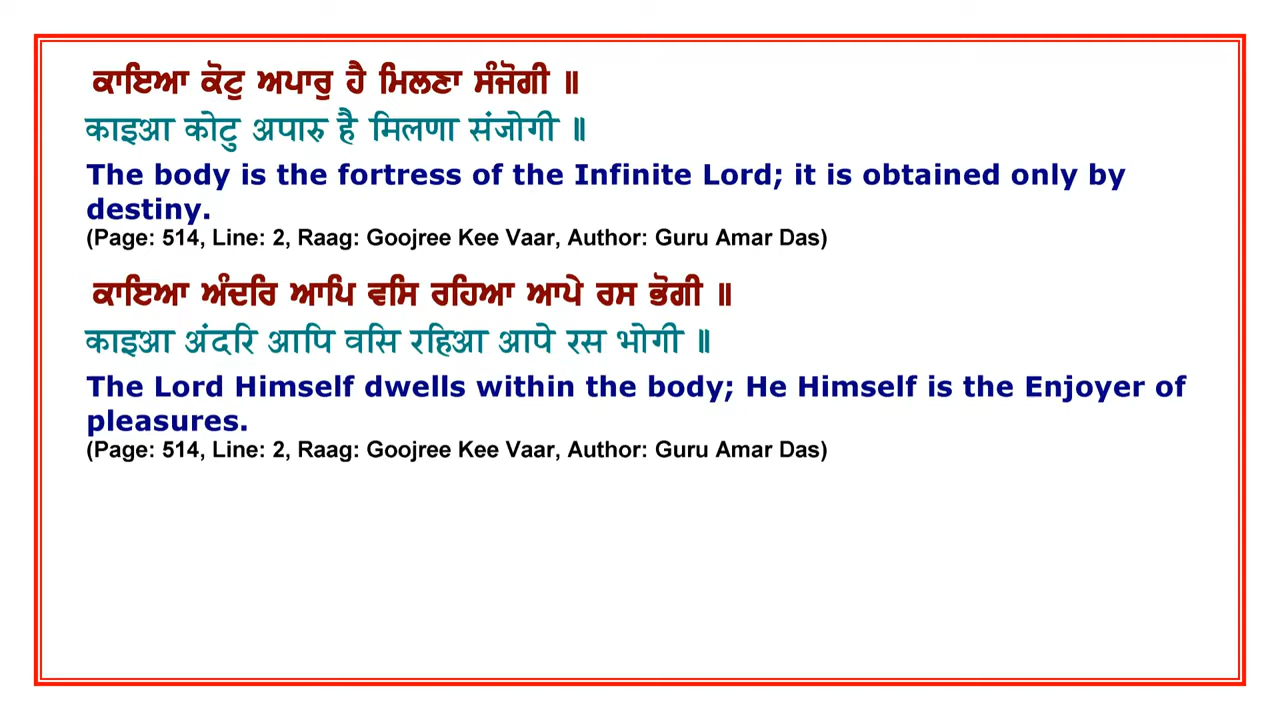 ਕਾਇਆ ਕੋਟੁ ਅਪਾਰੁ ਹੈ ਮਿਲਣਾ ਸੰਜੋਗੀ ॥
काइआ कोटु अपारु है मिलणा संजोगी ॥
The body is the fortress of the Infinite Lord; it is obtained only by
destiny.
(Page: 514, Line: 2, Raag: Goojree Kee Vaar, Author: Guru Amar Das)
ਕਾਇਆ ਅੰਦਰਿ ਆਪਿ ਵਸਿ ਰਹਿਆ ਆਪੇ ਰਸ ਭੋਗੀ ॥
काइआ अंदरि आपि वसि रहिआ आपे रस भोगी ॥
The Lord Himself dwells within the body; He Himself is the Enjoyer of
pleasures.
(Page: 514, Line: 2, Raag: Goojree Kee Vaar, Author: Guru Amar Das)